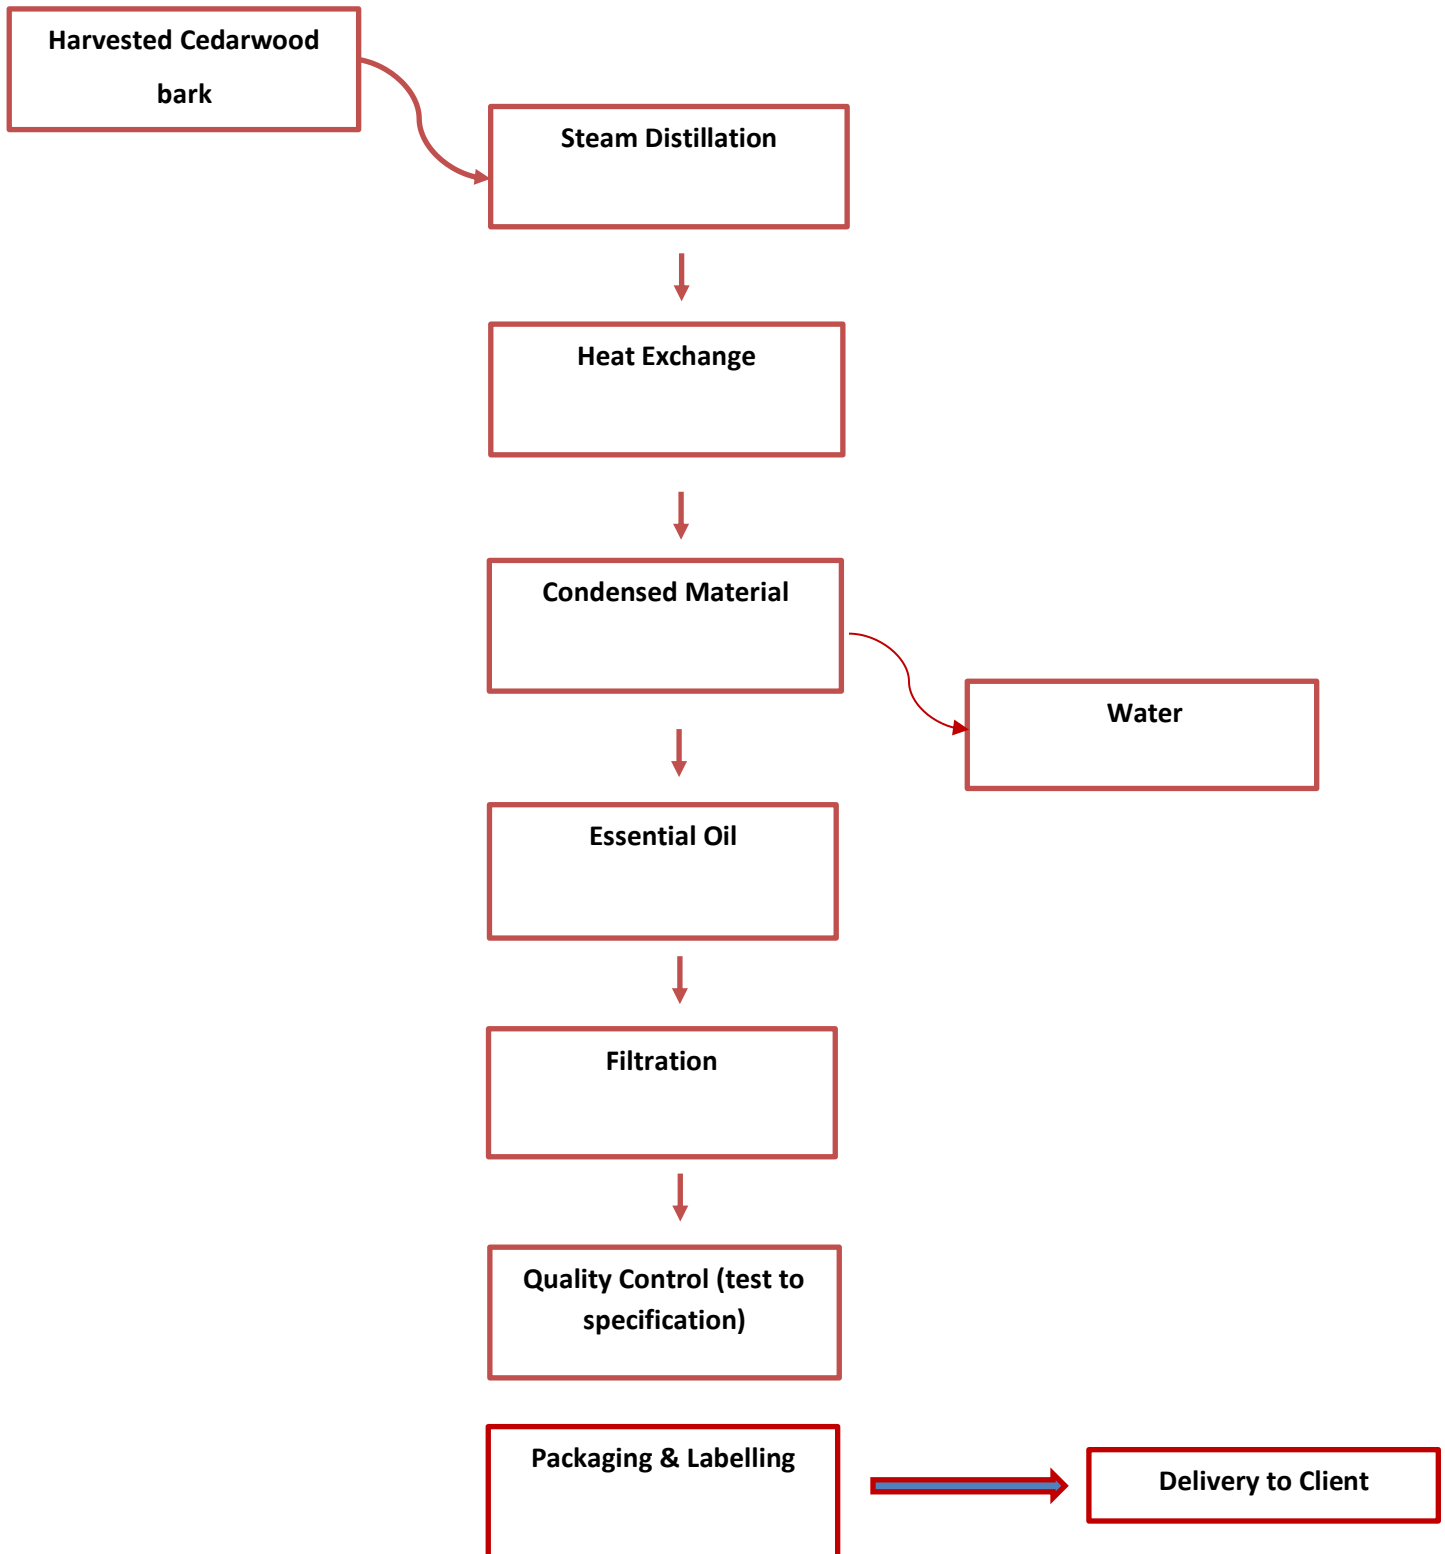 Harvested Cedarwood
bark
Steam Distillation
Heat Exchange
Condensed Material
Water
Essential Oil
Filtration
Quality Control (test to
specification)
Packaging & Labelling
Delivery to Client